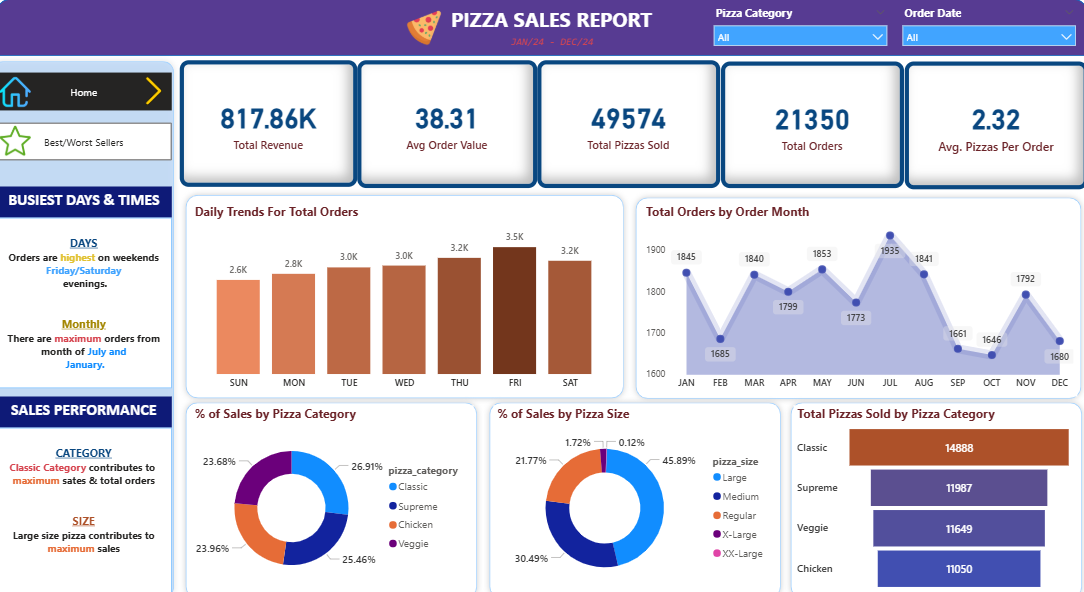 PIZZA SALES REPORT
JAN/24 - DEC/24
Pizza Category
All
Order Date
All
Home
Best/Worst Sellers
BUSIEST DAYS & TIMES
DAYS
Orders are highest on weekends
Friday/Saturday
evenings.
Monthly
There are maximum orders from
month of July and
January.
SALES PERFORMANCE
CATEGORY
Classic Category contributes to
maximum sates & total orders
SIZE
Large size pizza contributes to
maximum sales
817.86K
Total Revenue
38.31
Avg Order Value
49574
Total Pizzas Sold
21350
Total Orders
2.32
Avg. Pizzas Per Order
Daily Trends For Total Orders
2.6K
2.8K
3.0K
3.0K
3.2K
3.5K
3.2K
SUN MON TUE WED THU FRI SAT
Total Orders by Order Month
1900
1800
1700
1600
1845
1685
1840
1799
1853
1773
1935
1841
1661
1646
1792
1680
JAN FEB MAR APR MAY JUN JUL AUG SEP OCT NOV DEC
% of Sales by Pizza Category
23.68%
26.91%
23.96%
25.46%
pizza_category
Classic
Supreme
Chicken
Veggie
% of Sales by Pizza Size
1.72%
0.12%
21.77%
45.89%
30.49%
pizza_size
Large
Medium
Regular
X-Large
XX-Large
Total Pizzas Sold by Pizza Category
Classic 14888
Supreme 11987
Veggie 11649
Chicken 11050